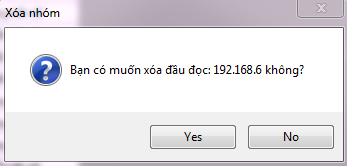 Xóa nhóm
Bạn có muốn xóa đầu đọc: 192.168.6 không?
Yes
No